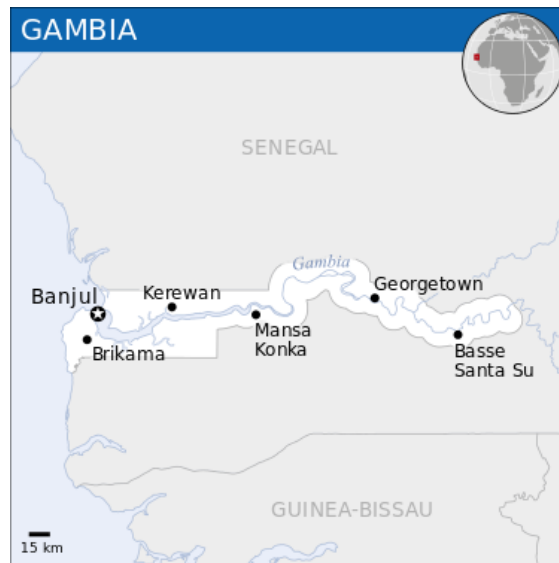 GAMBIA
SENEGAL
Gambia
Georgetown
Banjul
Kerewan
Mansa
Konka
Brikama
Basse
Santa Su
GUINEA-BISSAU
15 km